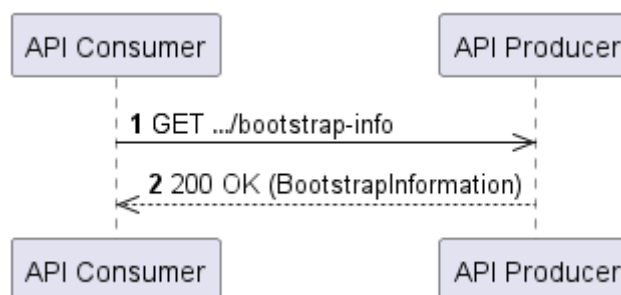 API Consumer
API Producer
1 GET .../bootstrap-info
2 200 OK (BootstrapInformation)
API Consumer
API Producer